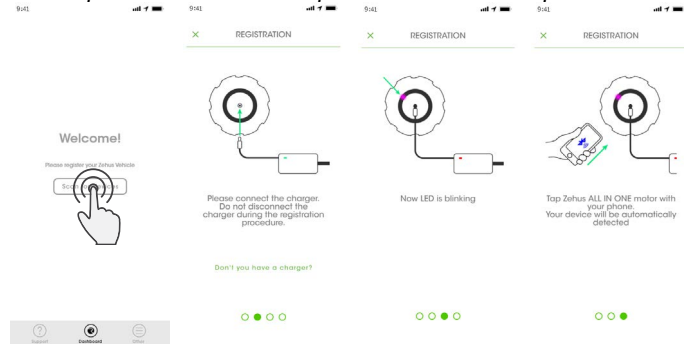 9:41
Welcome!
Please register your Zehus Vehicle
Support
Dashboard
Other
9:41
REGISTRATION
Please connect the charger.
Do not disconnect the
charger during the registration
procedure.
Don't you have a charger?
9:41
REGISTRATION
Now LED is blinking
9:41
REGISTRATION
Tap Zehus ALL IN ONE motor with
your phone.
Your device will be automatically
detected